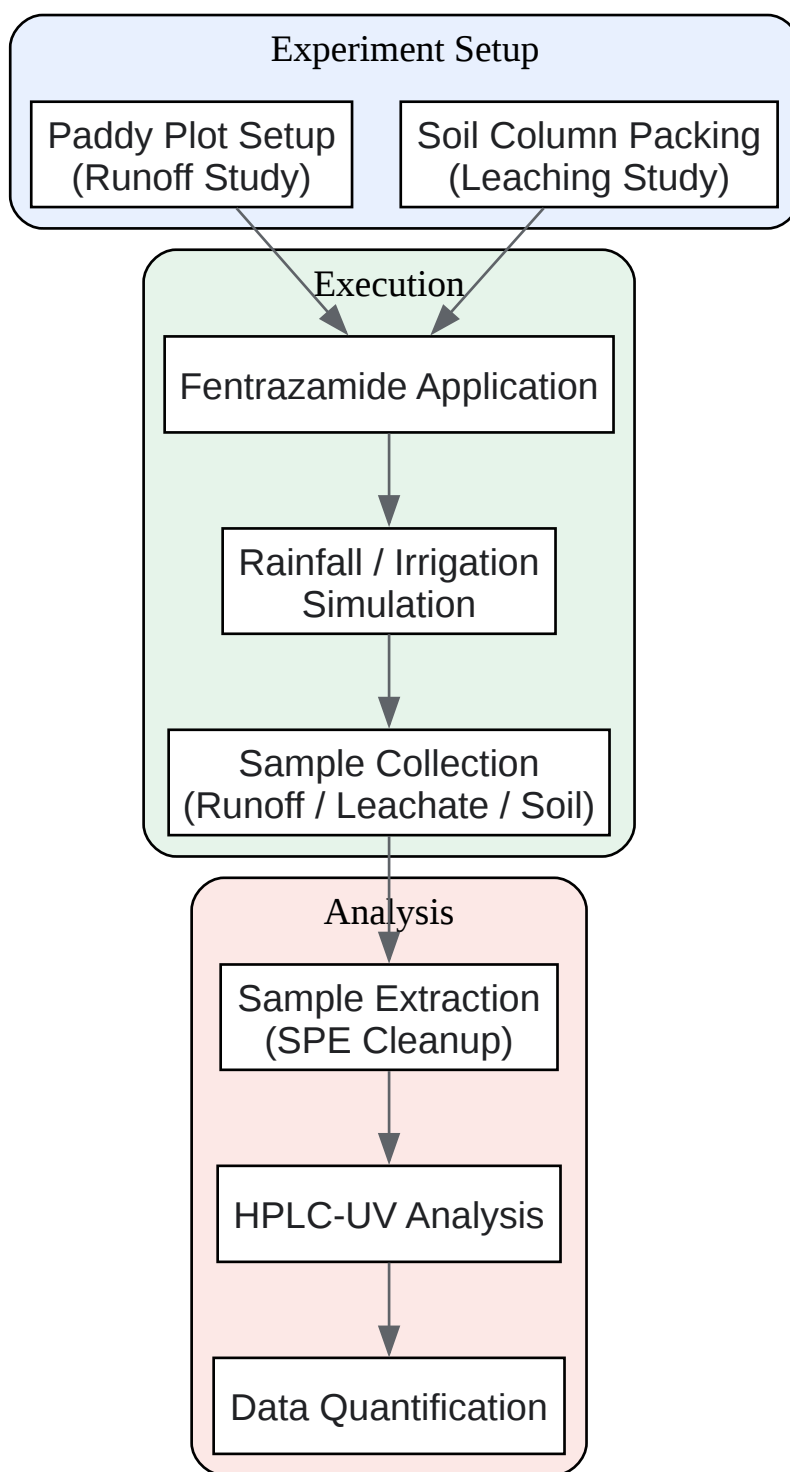 Experiment Setup
Paddy Plot Setup
(Runoff Study)
Soil Column Packing
(Leaching Study)
Execution
Fentrazamide Application
Rainfall / Irrigation
Simulation
Sample Collection
(Runoff / Leachate / Soil)
Analysis
Sample Extraction
(SPE Cleanup)
HPLC-UV Analysis
Data Quantification